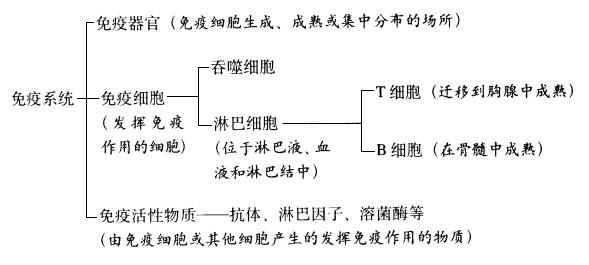 免疫器官（免疫细胞生成、成熟或集中分布的场所）
吞噬细胞
免疫系统
免疫细胞
（发挥免疫
作用的细胞）
淋巴细胞
（位于淋巴液、血
液和淋巴结中）
T细胞（迁移到胸腺中成熟）
B细胞（在骨髓中成熟）
免疫活性物质——抗体、淋巴因子、溶菌酶等
（由免疫细胞或其他细胞产生的发挥免疫作用的物质）